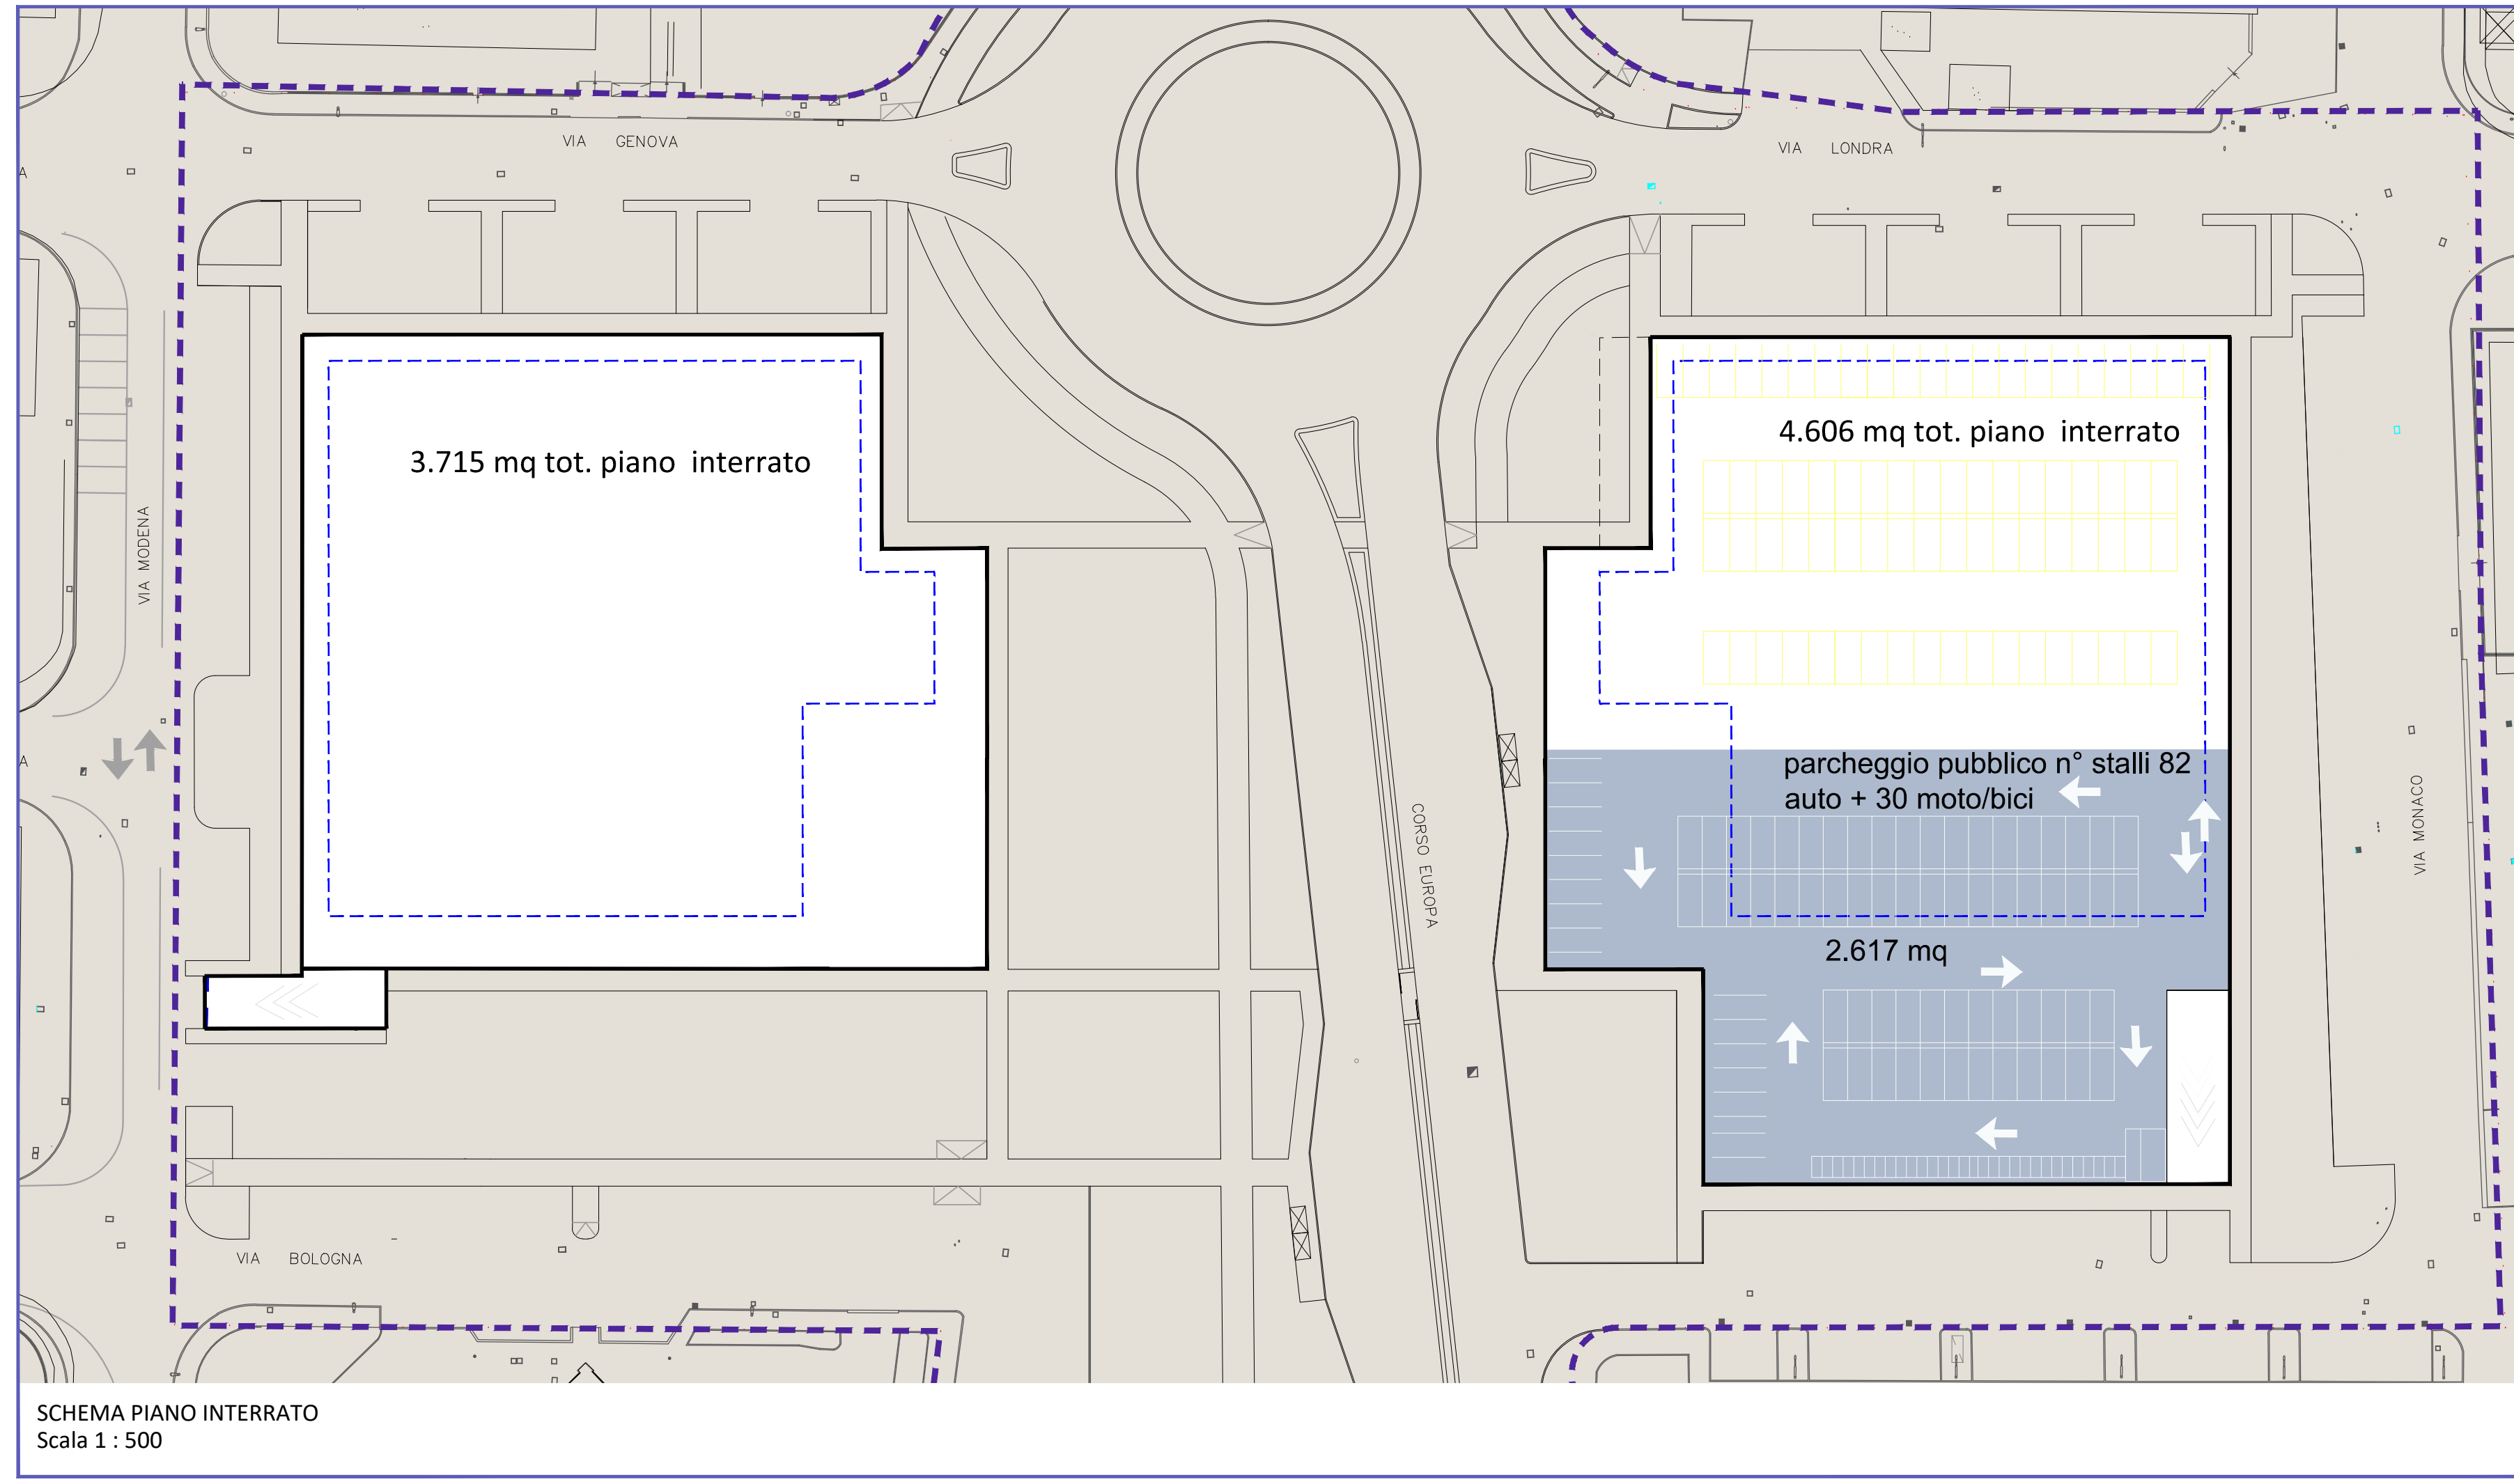 VIA GENOVA
VIA LONDRA
A
3.715 mq tot. piano interrato
4.606 mq tot. piano interrato
VIA MODENA
A
parcheggio pubblico n° stalli 82
auto + 30 moto/bici
CORSO EUROPA
VIA MONACO
2.617 mq
VIA BOLOGNA
SCHEMA PIANO INTERRATO
Scala 1 : 500